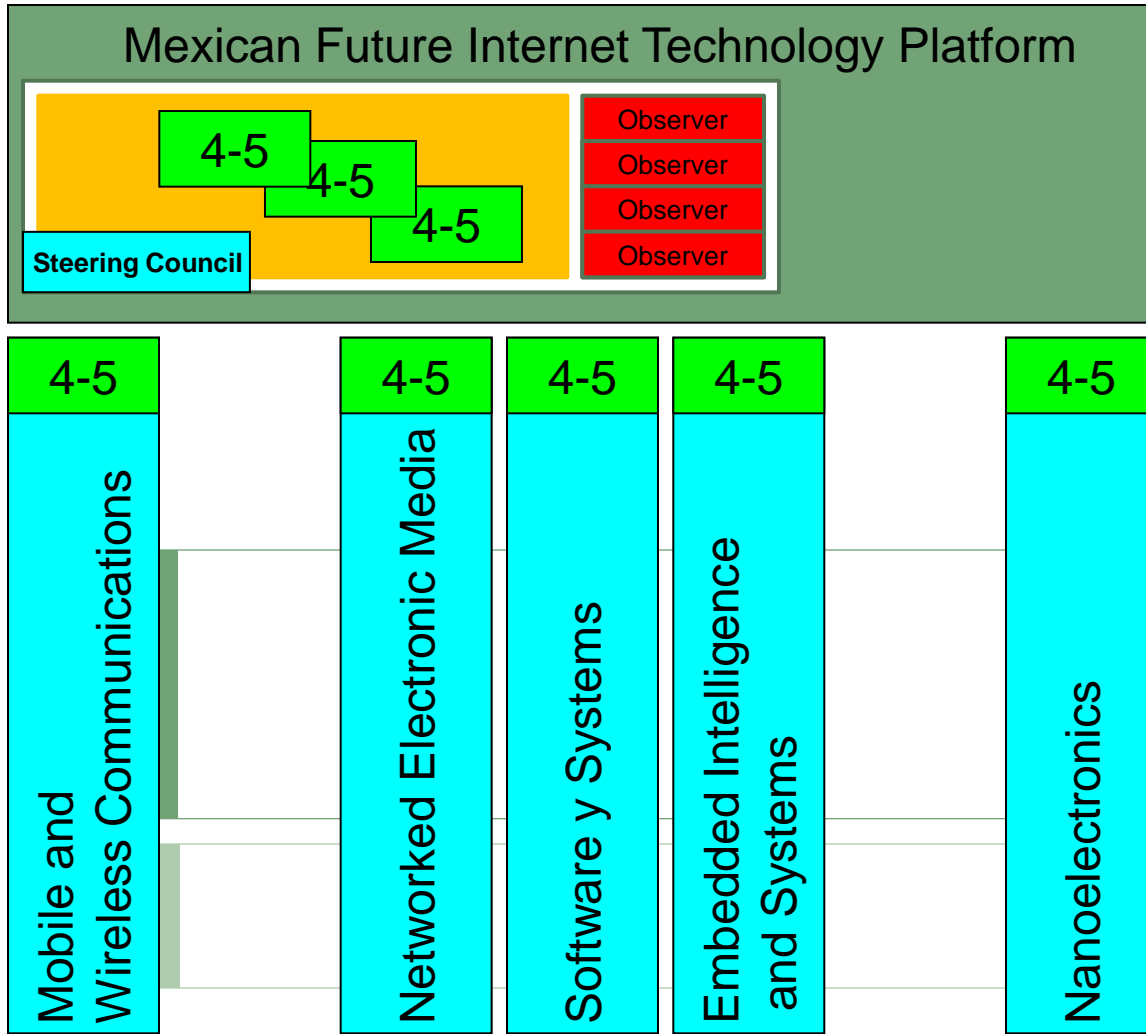 Mexican Future Internet Technology Platform
4-5
4-5
4-5
Observer
Observer
Observer
Observer
Steering Council
4-5
4-5
4-5
4-5
4-5
Mobile and
Wireless Communications
Networked Electronic Media
Software y Systems
Embedded Intelligence
and Systems
Nanoelectronics